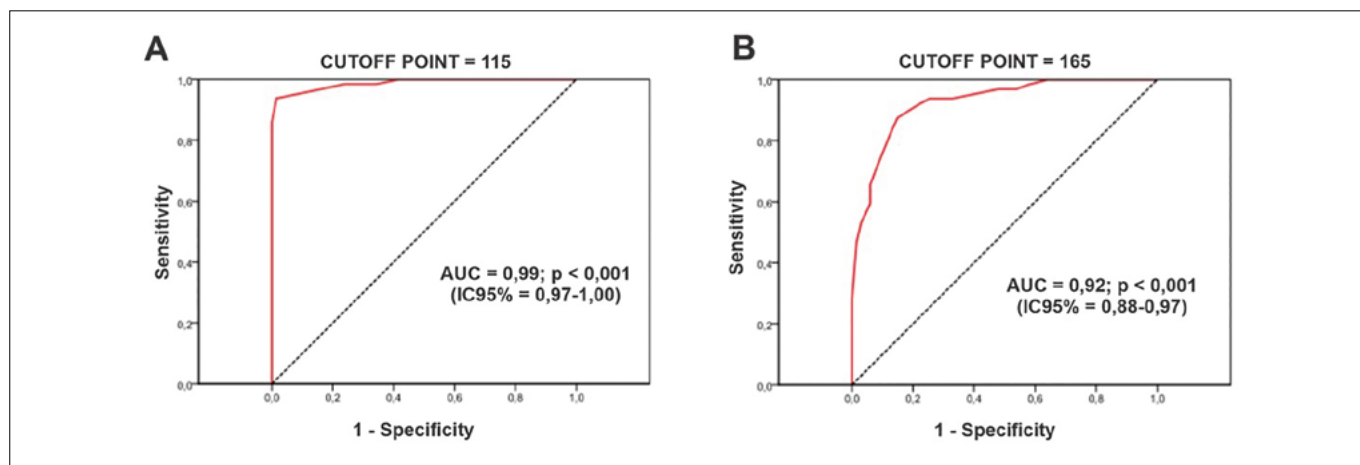 A
CUTOFF POINT = 115
1,0
0,8
0,6
0,4
0,2
0,0
Sensitivity
AUC = 0,99; p < 0,001
(IC95% = 0,97-1,00)
0,0 0,2 0,4 0,6 0,8 1,0
1 - Specificity
B
CUTOFF POINT = 165
1,0
0,8
0,6
0,4
0,2
0,0
Sensitivity
AUC = 0,92; p < 0,001
(IC95% = 0,88-0,97)
0,0 0,2 0,4 0,6 0,8 1,0
1 - Specificity